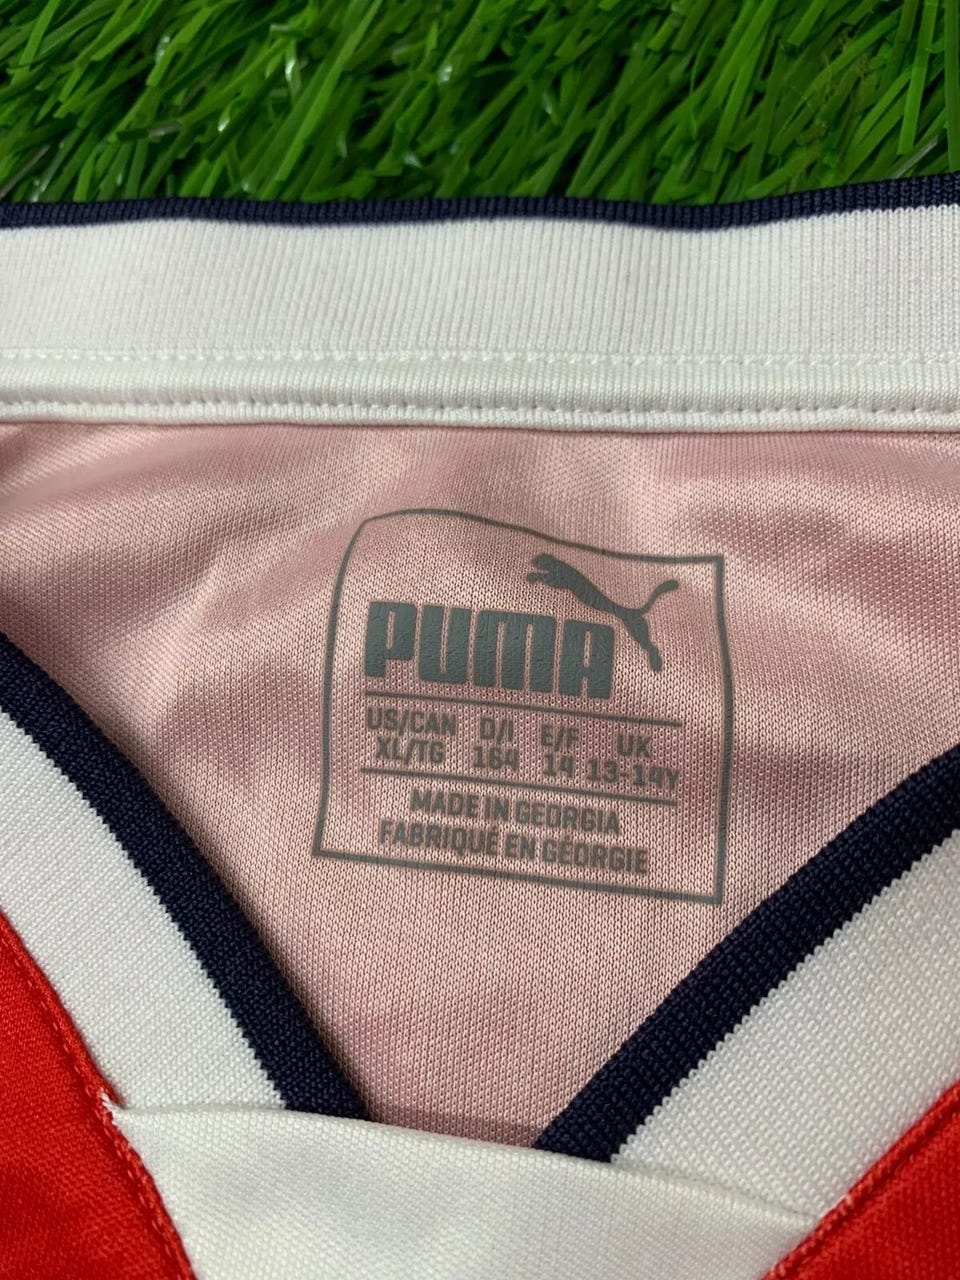 PUMA
US/CAN D/I E/F UK
XL/TG 164 14 13-14Y
MADE IN GEORGIA
FABRIQUÉ EN GÉORGIE